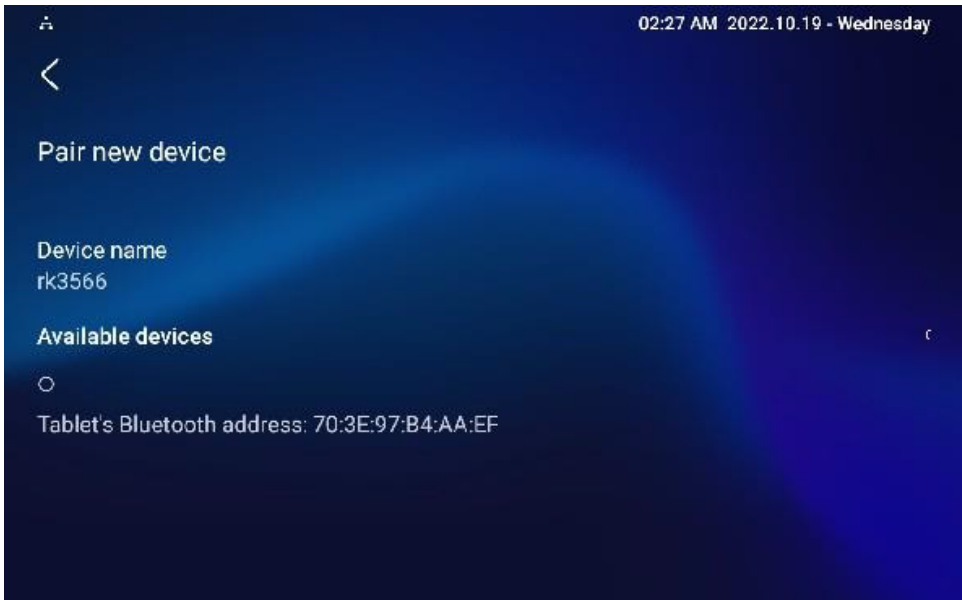 02:27 AM 2022.10.19 - Wednesday
Pair new device
Device name
rk3566
Available devices
Tablet's Bluetooth address: 70:3E:97:B4:AA:EF